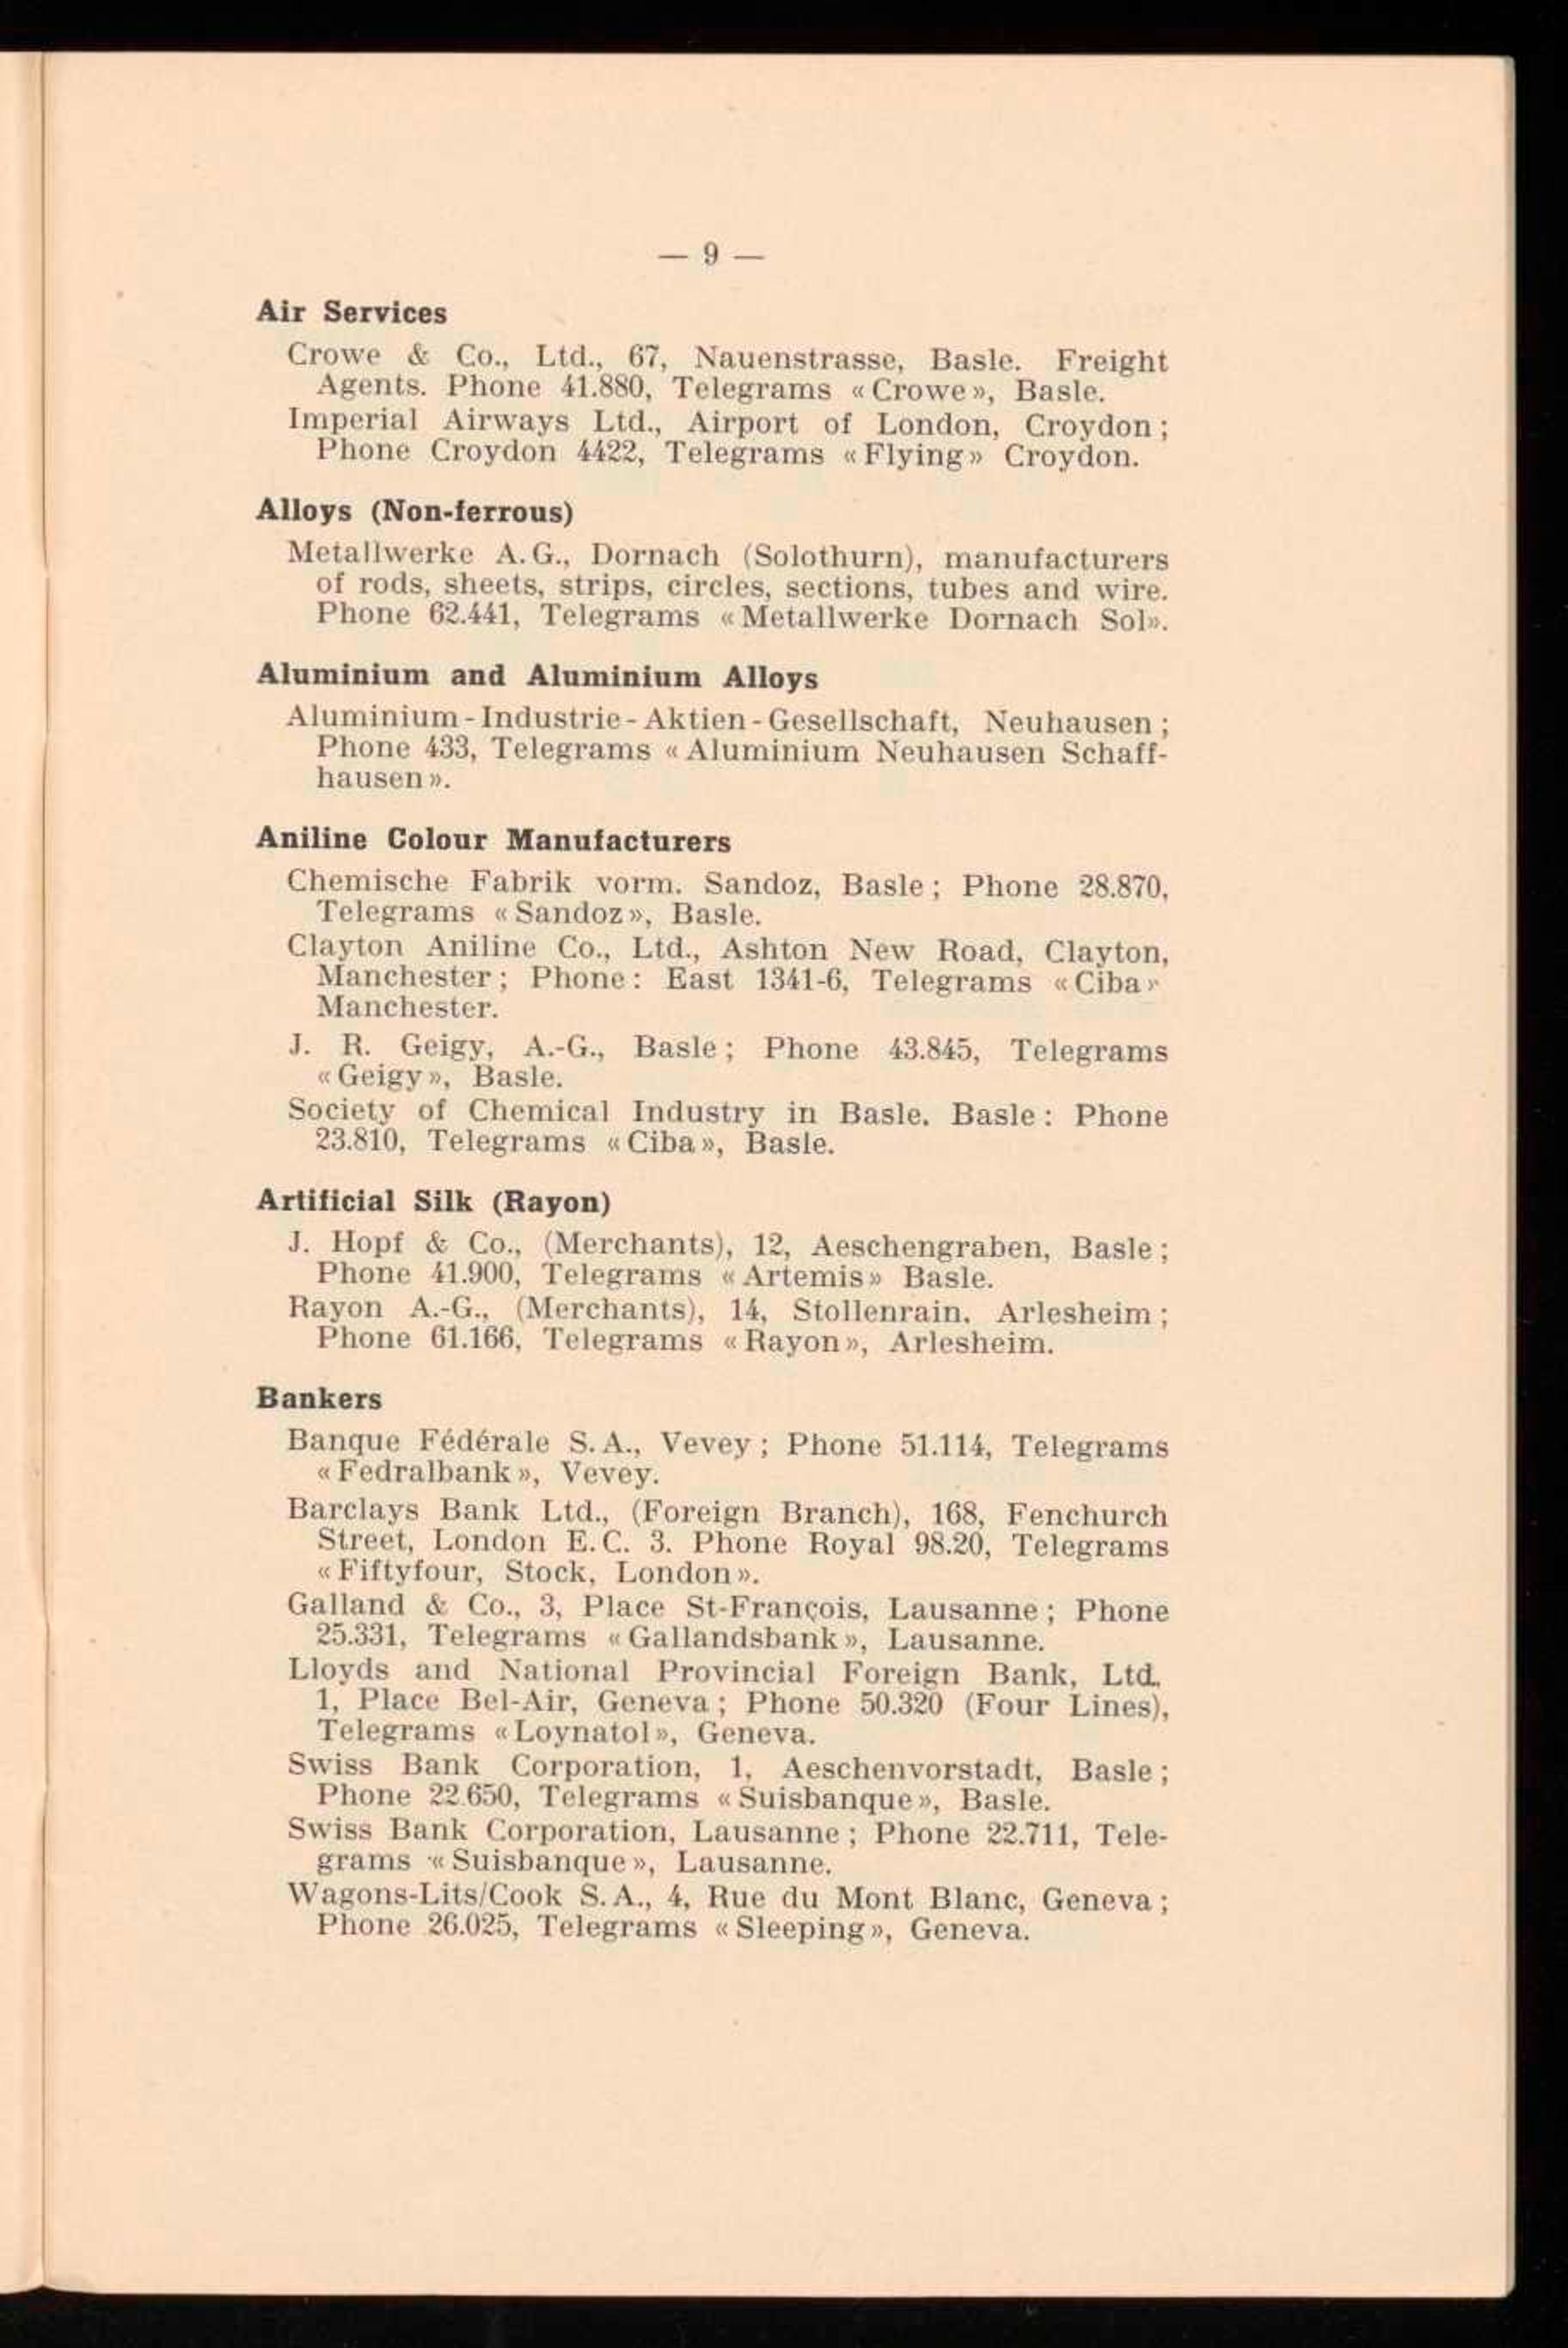 — 9 —
Air Services
Crowe & Co., Ltd., 67, Nauenstrasse, Basle. Freight
Agents. Phone 41.880, Telegrams « Crowe », Basle.
Imperial Airways Ltd., Airport of London, Croydon ;
Phone Croydon 4422, Telegrams « Flying » Croydon.
Alloys (Non-ferrous)
Metallwerke A. G., Dornach (Solothurn), manufacturers
of rods, sheets, strips, circles, sections, tubes and wire.
Phone 62.441, Telegrams « Metallwerke Dornach Sol».
Aluminium and Aluminium Alloys
Aluminium - Industrie - Aktien - Gesellschaft, Neuhausen ;
Phone 433, Telegrams « Aluminium Neuhausen Schaff-
hausen ».
Aniline Colour Manufacturers
Chemische Fabrik vorm. Sandoz, Basle ; Phone 28.870,
Telegrams « Sandoz », Basle.
Clayton Aniline Co., Ltd., Ashton New Road, Clayton,
Manchester ; Phone : East 1341-6, Telegrams « Ciba »
Manchester.
J. R. Geigy, A.-G., Basle ; Phone 43.845, Telegrams
« Geigy », Basle.
Society of Chemical Industry in Basle. Basle : Phone
23.810, Telegrams « Ciba », Basle.
Artificial Silk (Rayon)
J. Hopf & Co., (Merchants), 12, Aeschengraben, Basle ;
Phone 41.900, Telegrams « Artemis » Basle.
Rayon A.-G., (Merchants), 14, Stollenrain, Arlesheim ;
Phone 61.166, Telegrams « Rayon », Arlesheim.
Bankers
Banque Fédérale S. A., Vevey ; Phone 51.114, Telegrams
« Fedralbank », Vevey.
Barclays Bank Ltd., (Foreign Branch), 168, Fenchurch
Street, London E. C. 3. Phone Royal 98.20, Telegrams
« Fiftyfour, Stock, London ».
Galland & Co., 3, Place St-François, Lausanne ; Phone
25.331, Telegrams « Gallandsbank », Lausanne.
Lloyds and National Provincial Foreign Bank, Ltd.
1, Place Bel-Air, Geneva ; Phone 50.320 (Four Lines),
Telegrams « Loynatol », Geneva.
Swiss Bank Corporation, 1, Aeschenvorstadt, Basle ;
Phone 22.650, Telegrams « Suisbanque », Basle.
Swiss Bank Corporation, Lausanne ; Phone 22.711, Tele-
grams « Suisbanque », Lausanne.
Wagons-Lits/Cook S. A., 4, Rue du Mont Blanc, Geneva ;
Phone 26.025, Telegrams « Sleeping », Geneva.